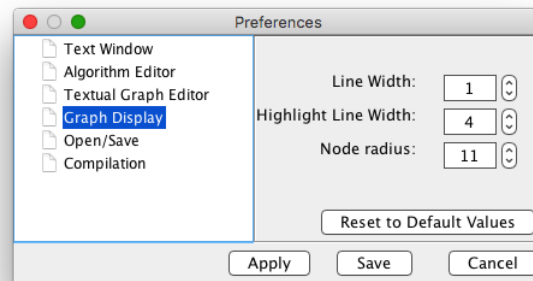 Preferences
Text Window
Algorithm Editor
Textual Graph Editor
Graph Display
Open/Save
Compilation
Line Width: 1
Highlight Line Width: 4
Node radius: 11
Reset to Default Values
Apply Save Cancel